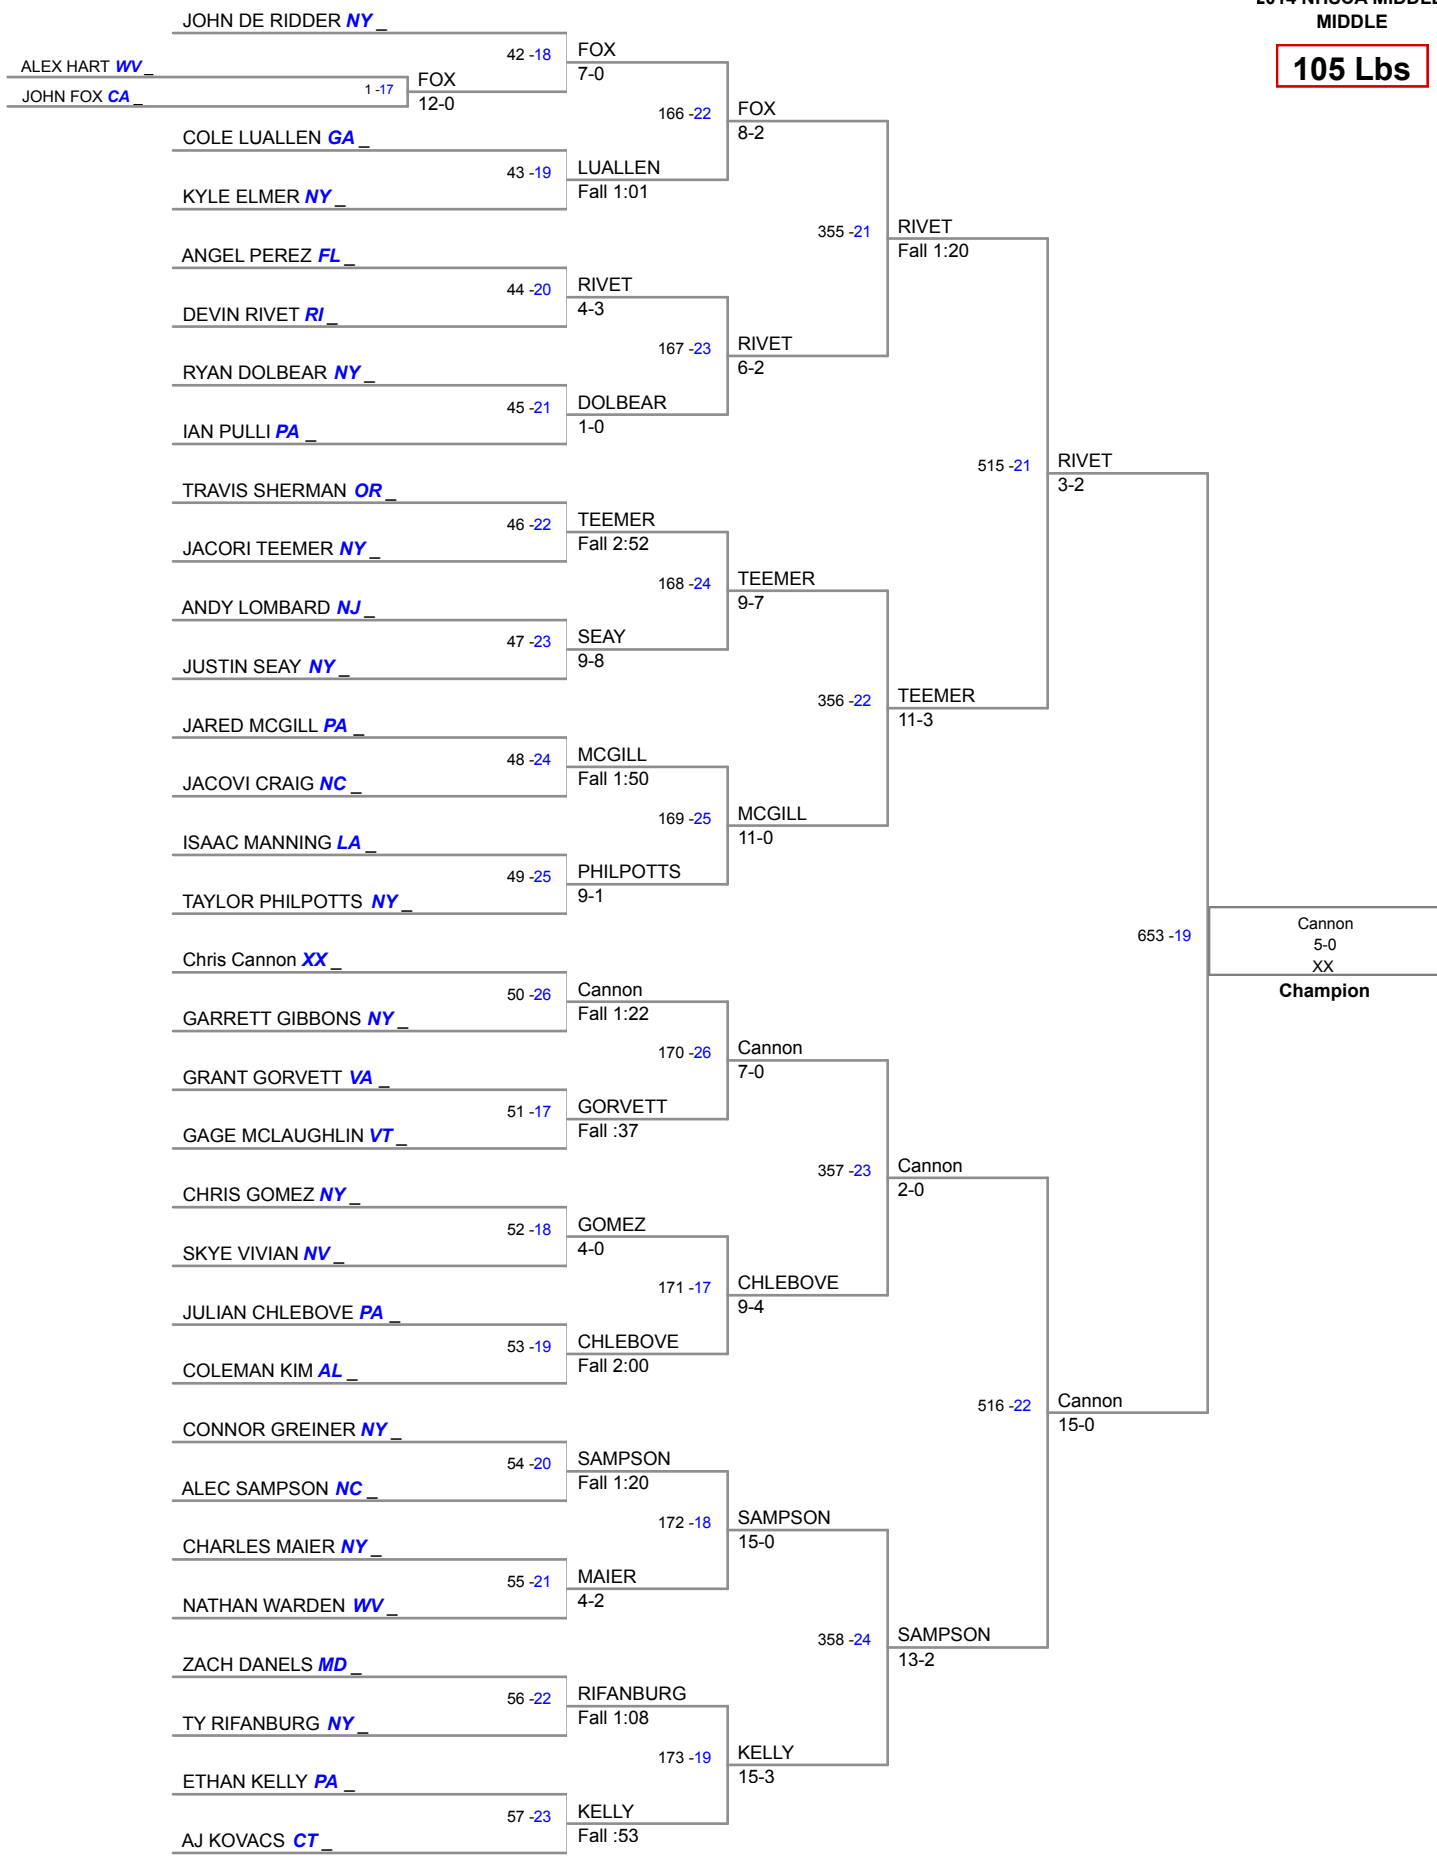 2014 NHSCA MIDDLE
MIDDLE
105 Lbs
JOHN DE RIDDER NY _
42 -18
FOX
7-0
ALEX HART WV _
JOHN FOX CA _
1 -17
FOX
12-0
166 -22
FOX
8-2
COLE LUALLEN GA _
43 -19
LUALLEN
Fall 1:01
KYLE ELMER NY _
355 -21
RIVET
Fall 1:20
ANGEL PEREZ FL _
44 -20
RIVET
4-3
DEVIN RIVET RI _
167 -23
RIVET
6-2
RYAN DOLBEAR NY _
45 -21
DOLBEAR
1-0
IAN PULLI PA _
515 -21
RIVET
3-2
TRAVIS SHERMAN OR _
46 -22
TEEMER
Fall 2:52
JACORI TEEMER NY _
168 -24
TEEMER
9-7
ANDY LOMBARD NJ _
47 -23
SEAY
9-8
JUSTIN SEAY NY _
356 -22
TEEMER
11-3
JARED MCGILL PA _
48 -24
MCGILL
Fall 1:50
JACOVI CRAIG NC _
169 -25
MCGILL
11-0
ISAAC MANNING LA _
49 -25
PHILPOTTS
9-1
TAYLOR PHILPOTTS NY _
653 -19
Cannon
5-0
XX
Champion
Chris Cannon XX _
50 -26
Cannon
Fall 1:22
GARRETT GIBBONS NY _
170 -26
Cannon
7-0
GRANT GORVETT VA _
51 -17
GORVETT
Fall :37
GAGE MCLAUGHLIN VT _
357 -23
Cannon
2-0
CHRIS GOMEZ NY _
52 -18
GOMEZ
4-0
SKYE VIVIAN NV _
171 -17
CHLEBOVE
9-4
JULIAN CHLEBOVE PA _
53 -19
CHLEBOVE
Fall 2:00
COLEMAN KIM AL _
516 -22
Cannon
15-0
CONNOR GREINER NY _
54 -20
SAMPSON
Fall 1:20
ALEC SAMPSON NC _
172 -18
SAMPSON
15-0
CHARLES MAIER NY _
55 -21
MAIER
4-2
NATHAN WARDEN WV _
358 -24
SAMPSON
13-2
ZACH DANELS MD _
56 -22
RIFANBURG
Fall 1:08
TY RIFANBURG NY _
173 -19
KELLY
15-3
ETHAN KELLY PA _
57 -23
KELLY
Fall :53
AJ KOVACS CT _